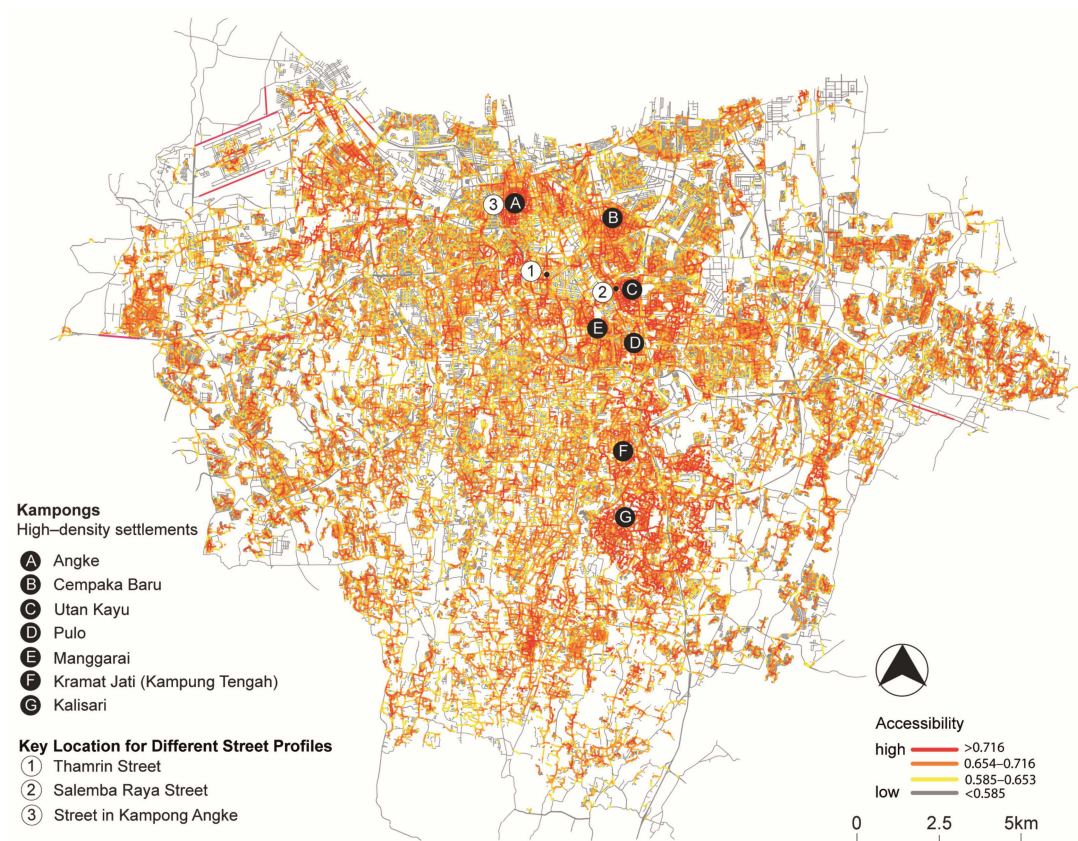 3
A
B
1
2
C
E
D
F
G
Kampongs
High–density settlements
A Angke
B Cempaka Baru
C Utan Kayu
D Pulo
E Manggarai
F Kramat Jati (Kampung Tengah)
G Kalisari
Key Location for Different Street Profiles
1 Thamrin Street
2 Salemba Raya Street
3 Street in Kampong Angke
Accessibility
high >0.716
0.654–0.716
0.585–0.653
low <0.585
0 2.5 5km